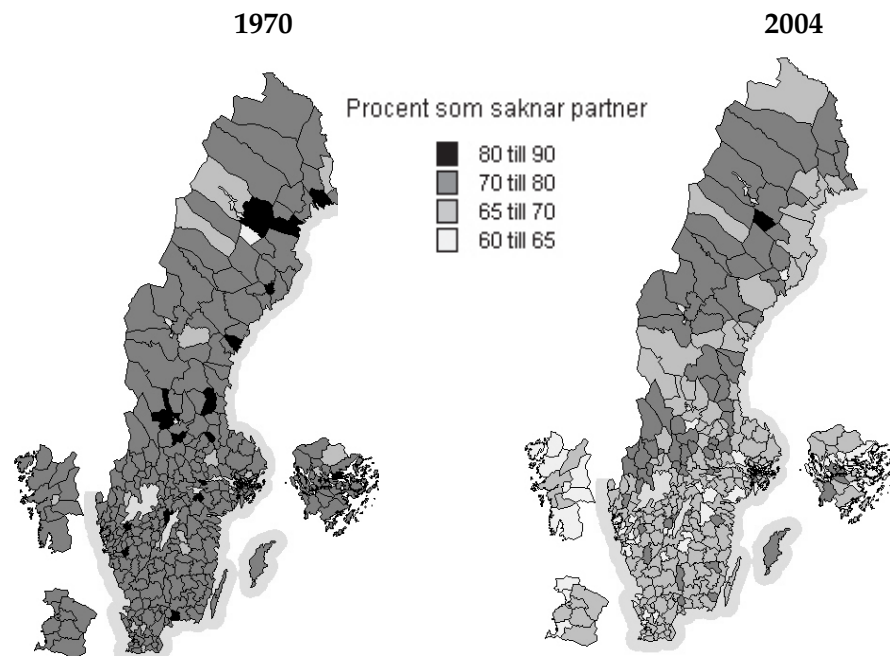 1970
2004
Procent som saknar partner
80 till 90
70 till 80
65 till 70
60 till 65